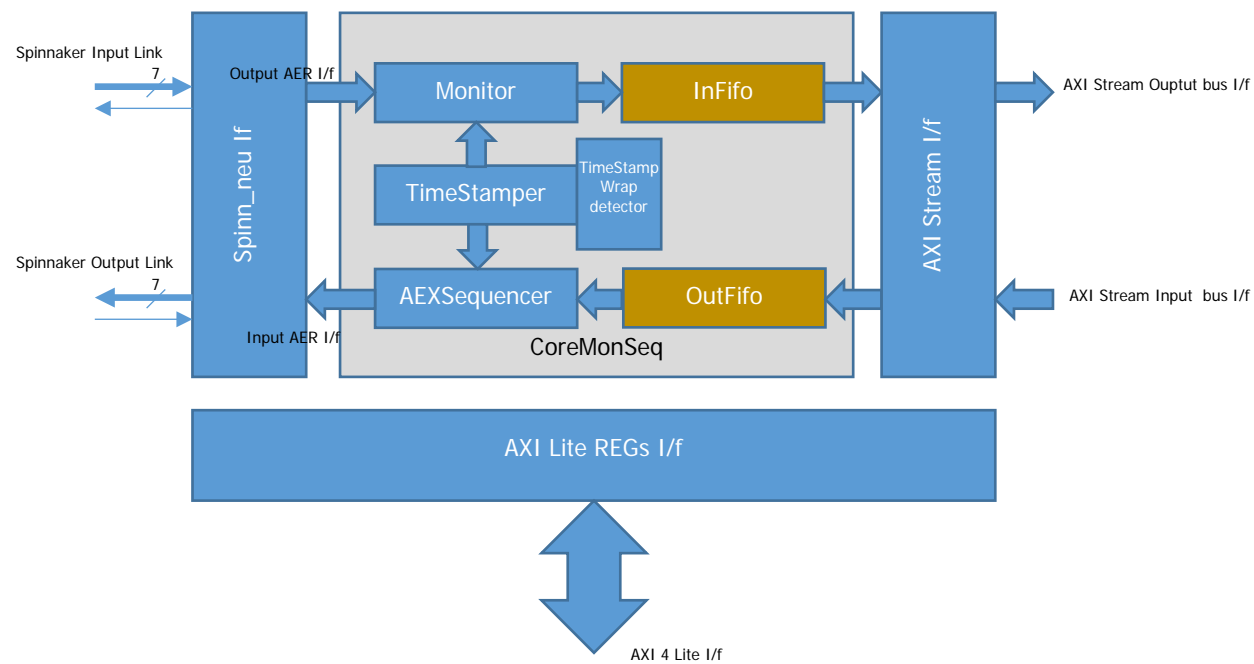 Spinnaker Input Link
7
Output AER I/f
Spinn_neu If
Monitor
InFifo
AXI Stream I/f
AXI Stream Ouptut bus I/f
TimeStamper
TimeStamp
Wrap
detector
Spinnaker Output Link
7
Input AER I/f
AEXSequencer
OutFifo
AXI Stream Input bus I/f
CoreMonSeq
AXI Lite REGs I/f
AXI 4 Lite I/f